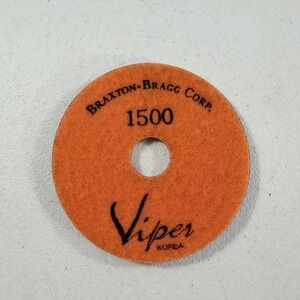 BRAXTON-BRAGG CORP.
1500
Viper
KOREA